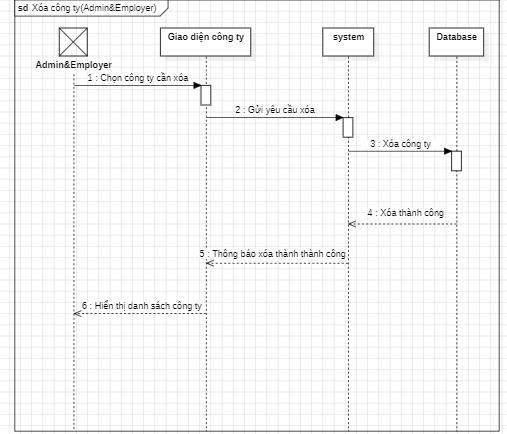 sd Xóa công ty(Admin&Employer)
Giao diện công ty
system
Database
Admin&Employer
1 : Chọn công ty cần xóa
2 : Gửi yêu cầu xóa
3 : Xóa công ty
4 : Xóa thành công
5 : Thông báo xóa thành thành công
6 : Hiển thị danh sách công ty